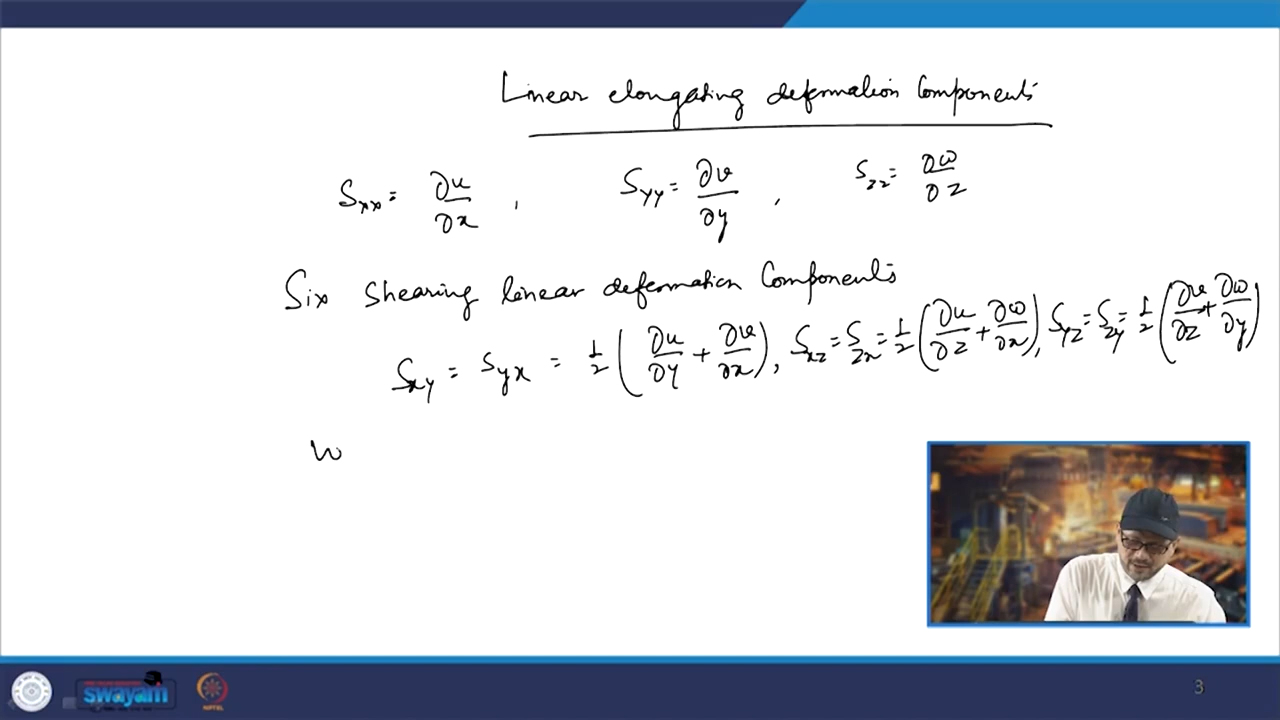 Linear elongating deformation Components
Sxx = ∂u/∂x , Syy = ∂v/∂y , Szz = ∂ω/∂z
Six Shearing linear deformation Components
Sxy = Syx = 1/2 (∂u/∂y + ∂v/∂x), Sxz = Szx = 1/2 (∂u/∂z + ∂ω/∂x), Syz = Szy = 1/2 (∂v/∂z + ∂ω/∂y)
W
swayam
NPTEL
3